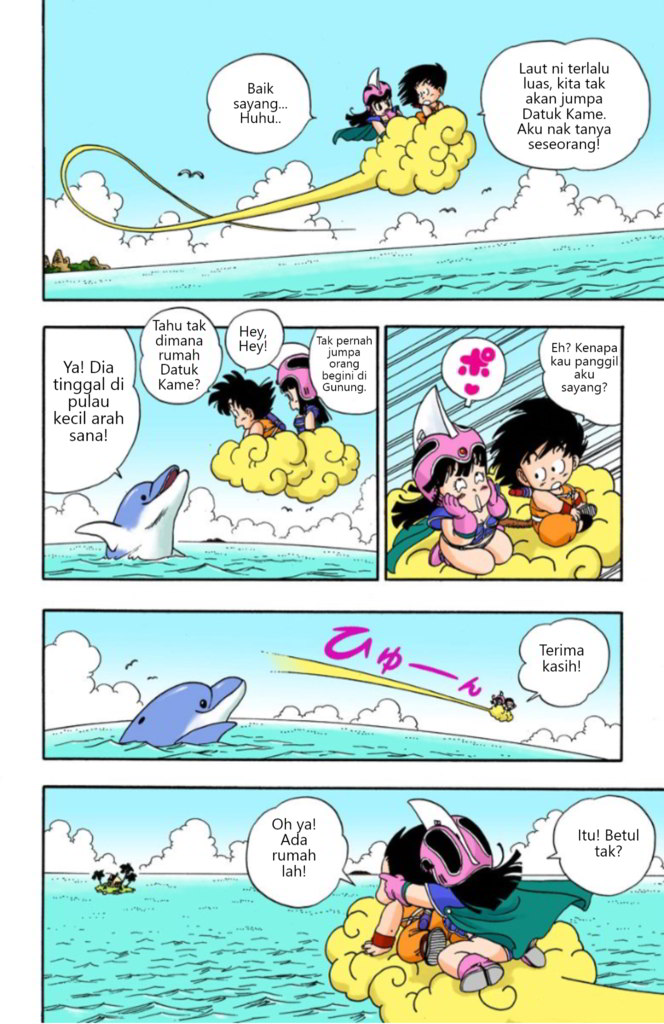 Laut ni terlalu
luas, kita tak
akan jumpa
Datuk Kame.
Aku nak tanya
seseorang!
Baik
sayang...
Huhu..
Eh? Kenapa
kau panggil
aku
sayang?
ポ♥
Tak pernah
jumpa
orang
begini di
Gunung.
Hey,
Hey!
Tahu tak
dimana
rumah
Datuk
Kame?
Ya! Dia
tinggal di
pulau
kecil arah
sana!
Terima
kasih!
ひゅーん
Itu! Betul
tak?
Oh ya!
Ada
rumah
lah!